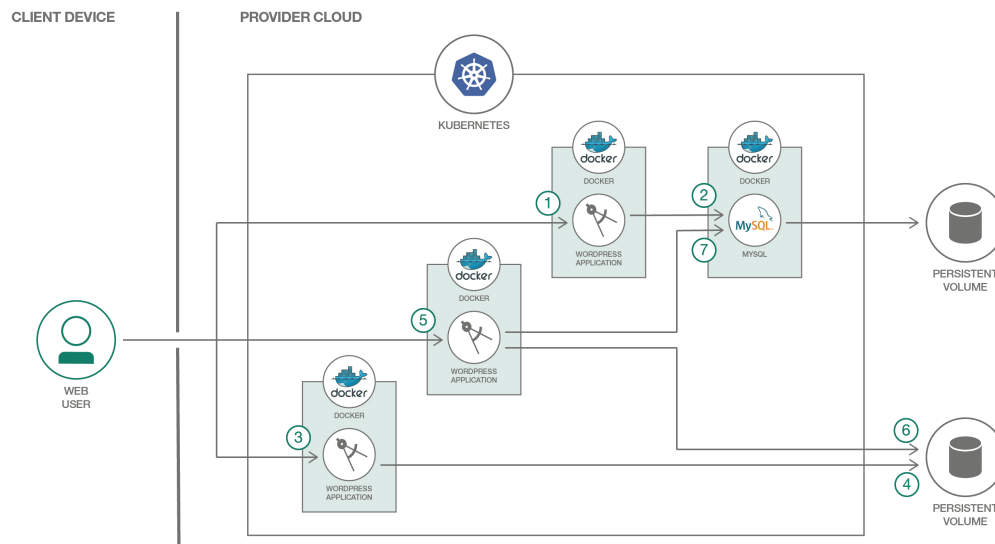 CLIENT DEVICE
PROVIDER CLOUD
KUBERNETES
docker
DOCKER
1
WORDPRESS
APPLICATION
docker
DOCKER
2
MySQL
7
MYSQL
PERSISTENT
VOLUME
docker
DOCKER
5
WORDPRESS
APPLICATION
WEB
USER
docker
DOCKER
3
WORDPRESS
APPLICATION
6
4
PERSISTENT
VOLUME